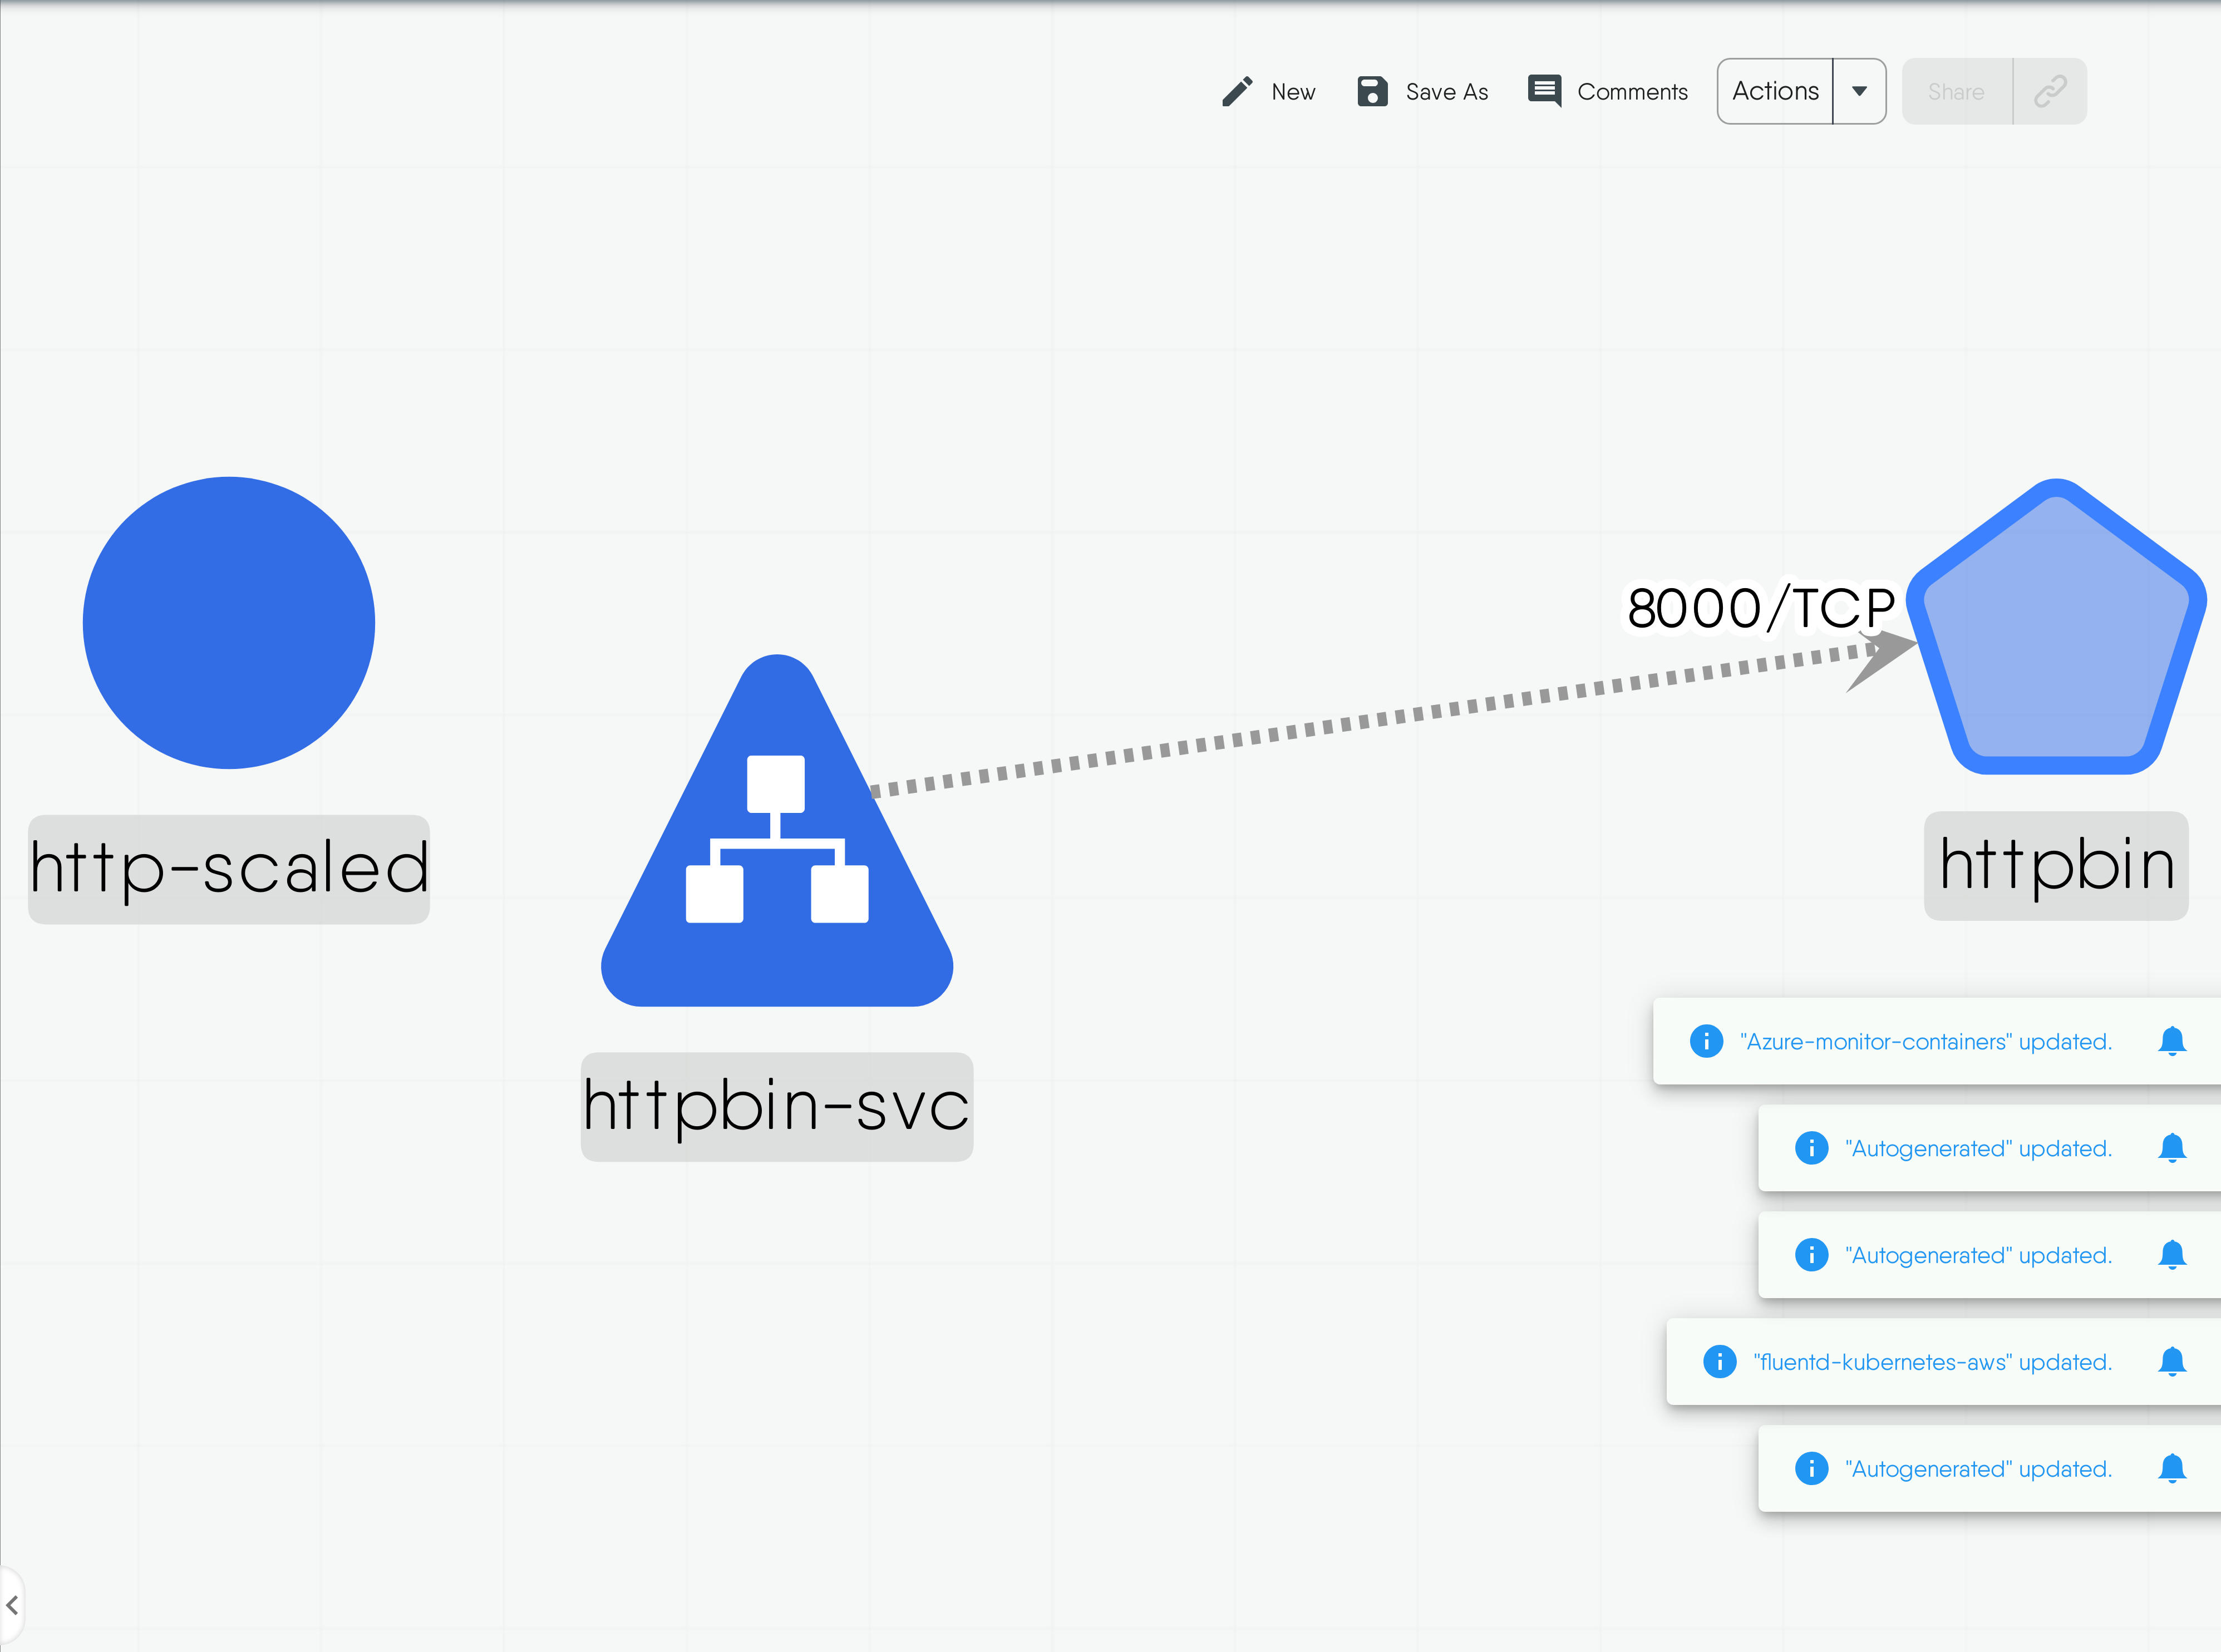 New
Save As
Comments
Actions
Share
8000/TCP
http-scaled
httpbin
httpbin-svc
"Azure-monitor-containers" updated.
"Autogenerated" updated.
"Autogenerated" updated.
"fluentd-kubernetes-aws" updated.
"Autogenerated" updated.